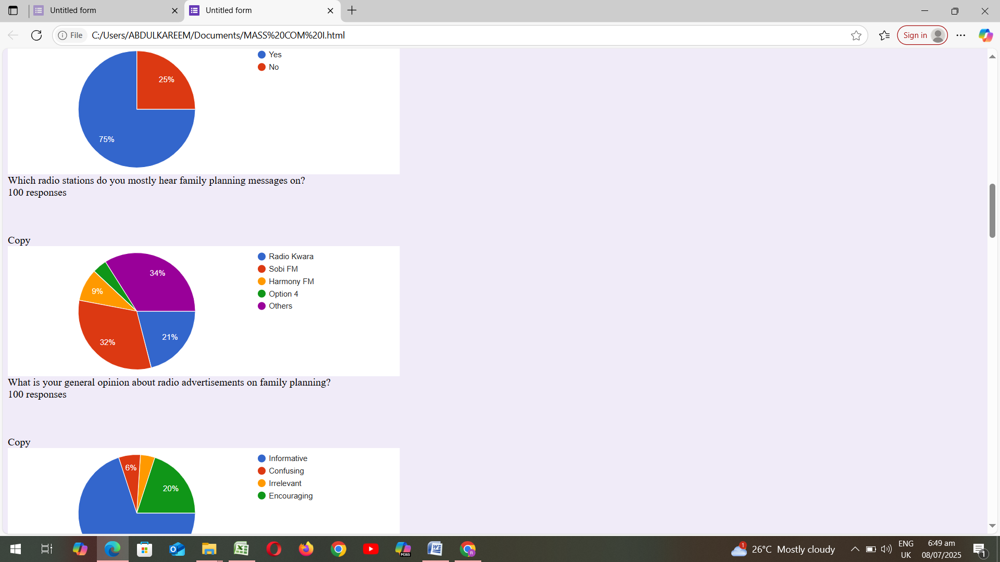 Untitled form
Untitled form
File
C:/Users/ABDULKAREEM/Documents/MASS%20COM%20I.html
Sign in
Yes
No
25%
75%
Which radio stations do you mostly hear family planning messages on?
100 responses
Copy
Radio Kwara
Sobi FM
Harmony FM
Option 4
Others
34%
9%
32%
21%
What is your general opinion about radio advertisements on family planning?
100 responses
Copy
Informative
Confusing
Irrelevant
Encouraging
6%
20%
M365
1
26°C Mostly cloudy
ENG
UK
6:49 am
08/07/2025
1